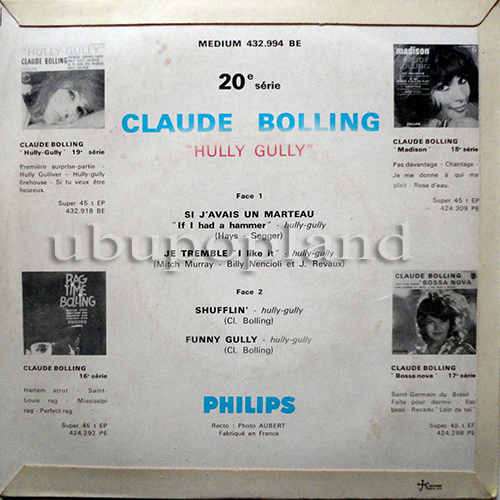 MEDIUM 432.994 BE
20e série
CLAUDE BOLLING
"HULLY GULLY"
"HULLY-GULLY"
CLAUDE BOLLING
CLAUDE BOLLING
"Hully-Gully" 19e série
Première surprise-partie -
Hully Gulliver - Hully-gully
firehouse - Si tu veux être
heureux.
Super 45 t EP
432.918 BE
madison
CLAUDE BOLLING
"Madison" 18e série
Pas davantage - Chantage -
Je me donne à qui me
plait - Rose d'eau.
Super 45 t EP
424.309 PE
Face 1
SI J'AVAIS UN MARTEAU
"If I had a hammer" - hully-gully
(Hays - Seeger)
JE TREMBLE "I like it" - hully-gully
(Mitch Murray - Billy Nencioli et J. Revaux)
Face 2
SHUFFLIN' - hully-gully
(Cl. Bolling)
FUNNY GULLY - hully-gully
(Cl. Bolling)
ubupopland
RAG
TIME
BOLLING
PHILIPS
CLAUDE BOLLING
16e série
Harlem strut - Saint-
Louis rag - Mississipi
rag - Perfect rag.
Super 45 t EP
424.292 PE
CLAUDE BOLLING
"BOSSA NOVA"
CLAUDE BOLLING
"Bossa nova" 17e série
Saint-Germain du Brésil -
Faite pour dormir - Eso
beso - Recado "Loin de toi"
Super 45 t EP
424.298 PE
PHILIPS
Recto : Photo AUBERT
Fabriqué en France